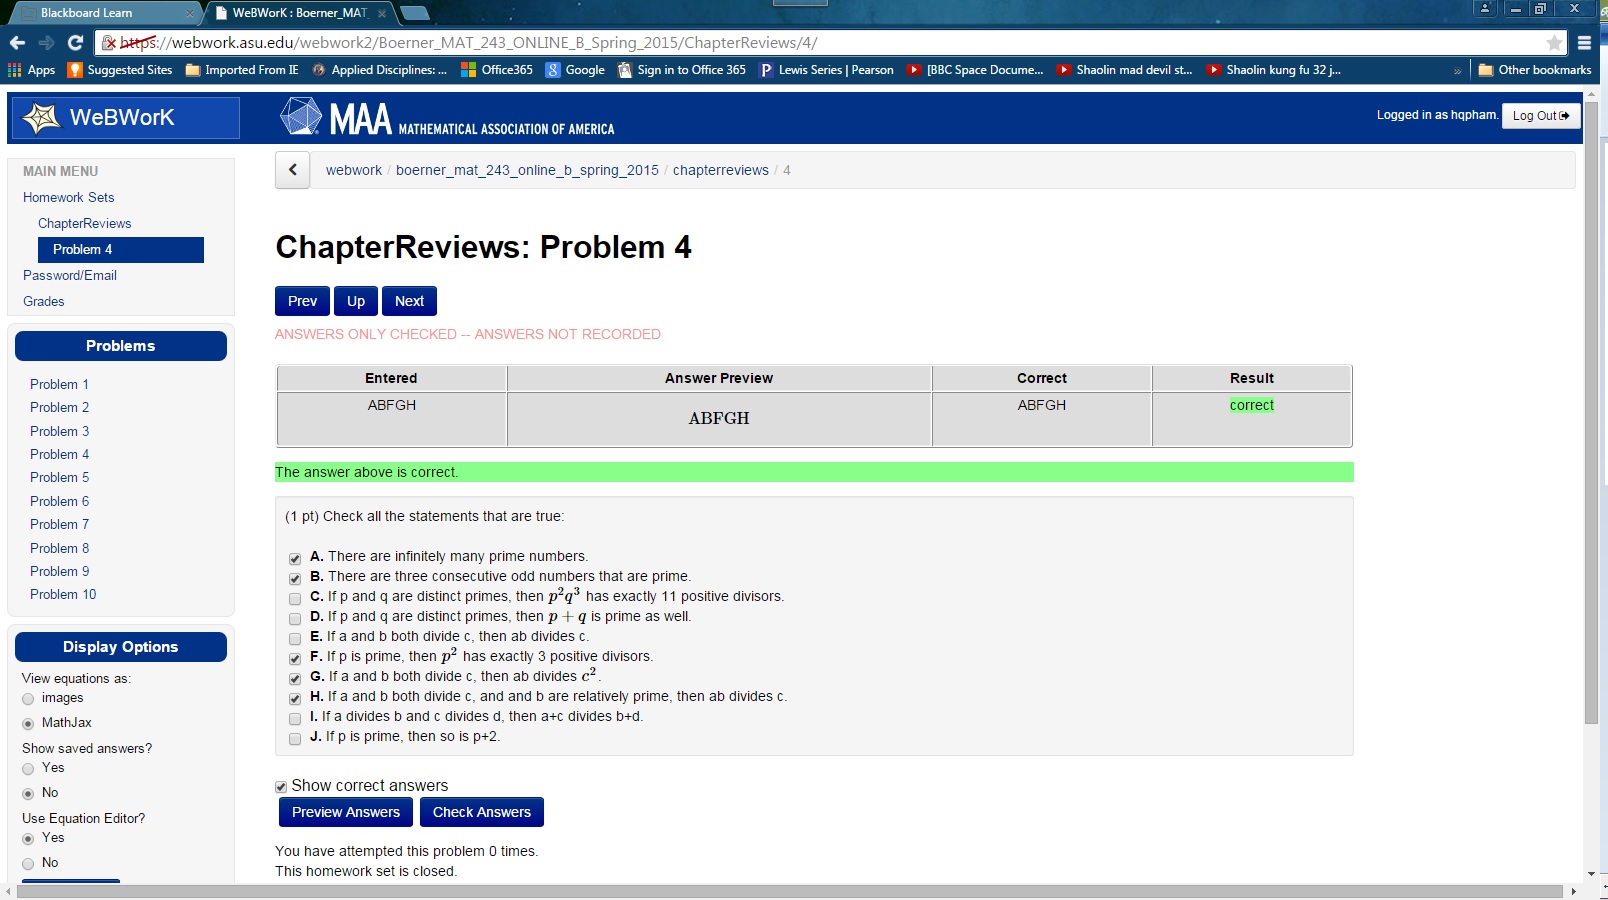 Blackboard Learn
WeBWorK : Boerner_MAT_
https://webwork.asu.edu/webwork2/Boerner_MAT_243_ONLINE_B_Spring_2015/ChapterReviews/4/
Apps Suggested Sites Imported From IE Applied Disciplines: ... Office365 Google Sign in to Office 365 Lewis Series | Pearson [BBC Space Docume... Shaolin mad devil st... Shaolin kung fu 32 j... » Other bookmarks
WeBWorK
MAA MATHEMATICAL ASSOCIATION OF AMERICA
Logged in as hqpham. Log Out
MAIN MENU
Homework Sets
ChapterReviews
Problem 4
Password/Email
Grades
Problems
Problem 1
Problem 2
Problem 3
Problem 4
Problem 5
Problem 6
Problem 7
Problem 8
Problem 9
Problem 10
Display Options
View equations as:
images
MathJax
Show saved answers?
Yes
No
Use Equation Editor?
Yes
No
webwork / boerner_mat_243_online_b_spring_2015 / chapterreviews / 4
ChapterReviews: Problem 4
Prev Up Next
ANSWERS ONLY CHECKED -- ANSWERS NOT RECORDED
Entered Answer Preview Correct Result
ABFGH ABFGH ABFGH correct
The answer above is correct.
(1 pt) Check all the statements that are true:
A. There are infinitely many prime numbers.
B. There are three consecutive odd numbers that are prime.
C. If p and q are distinct primes, then p²q³ has exactly 11 positive divisors.
D. If p and q are distinct primes, then p + q is prime as well.
E. If a and b both divide c, then ab divides c.
F. If p is prime, then p² has exactly 3 positive divisors.
G. If a and b both divide c, then ab divides c².
H. If a and b both divide c, and and b are relatively prime, then ab divides c.
I. If a divides b and c divides d, then a+c divides b+d.
J. If p is prime, then so is p+2.
Show correct answers
Preview Answers Check Answers
You have attempted this problem 0 times.
This homework set is closed.